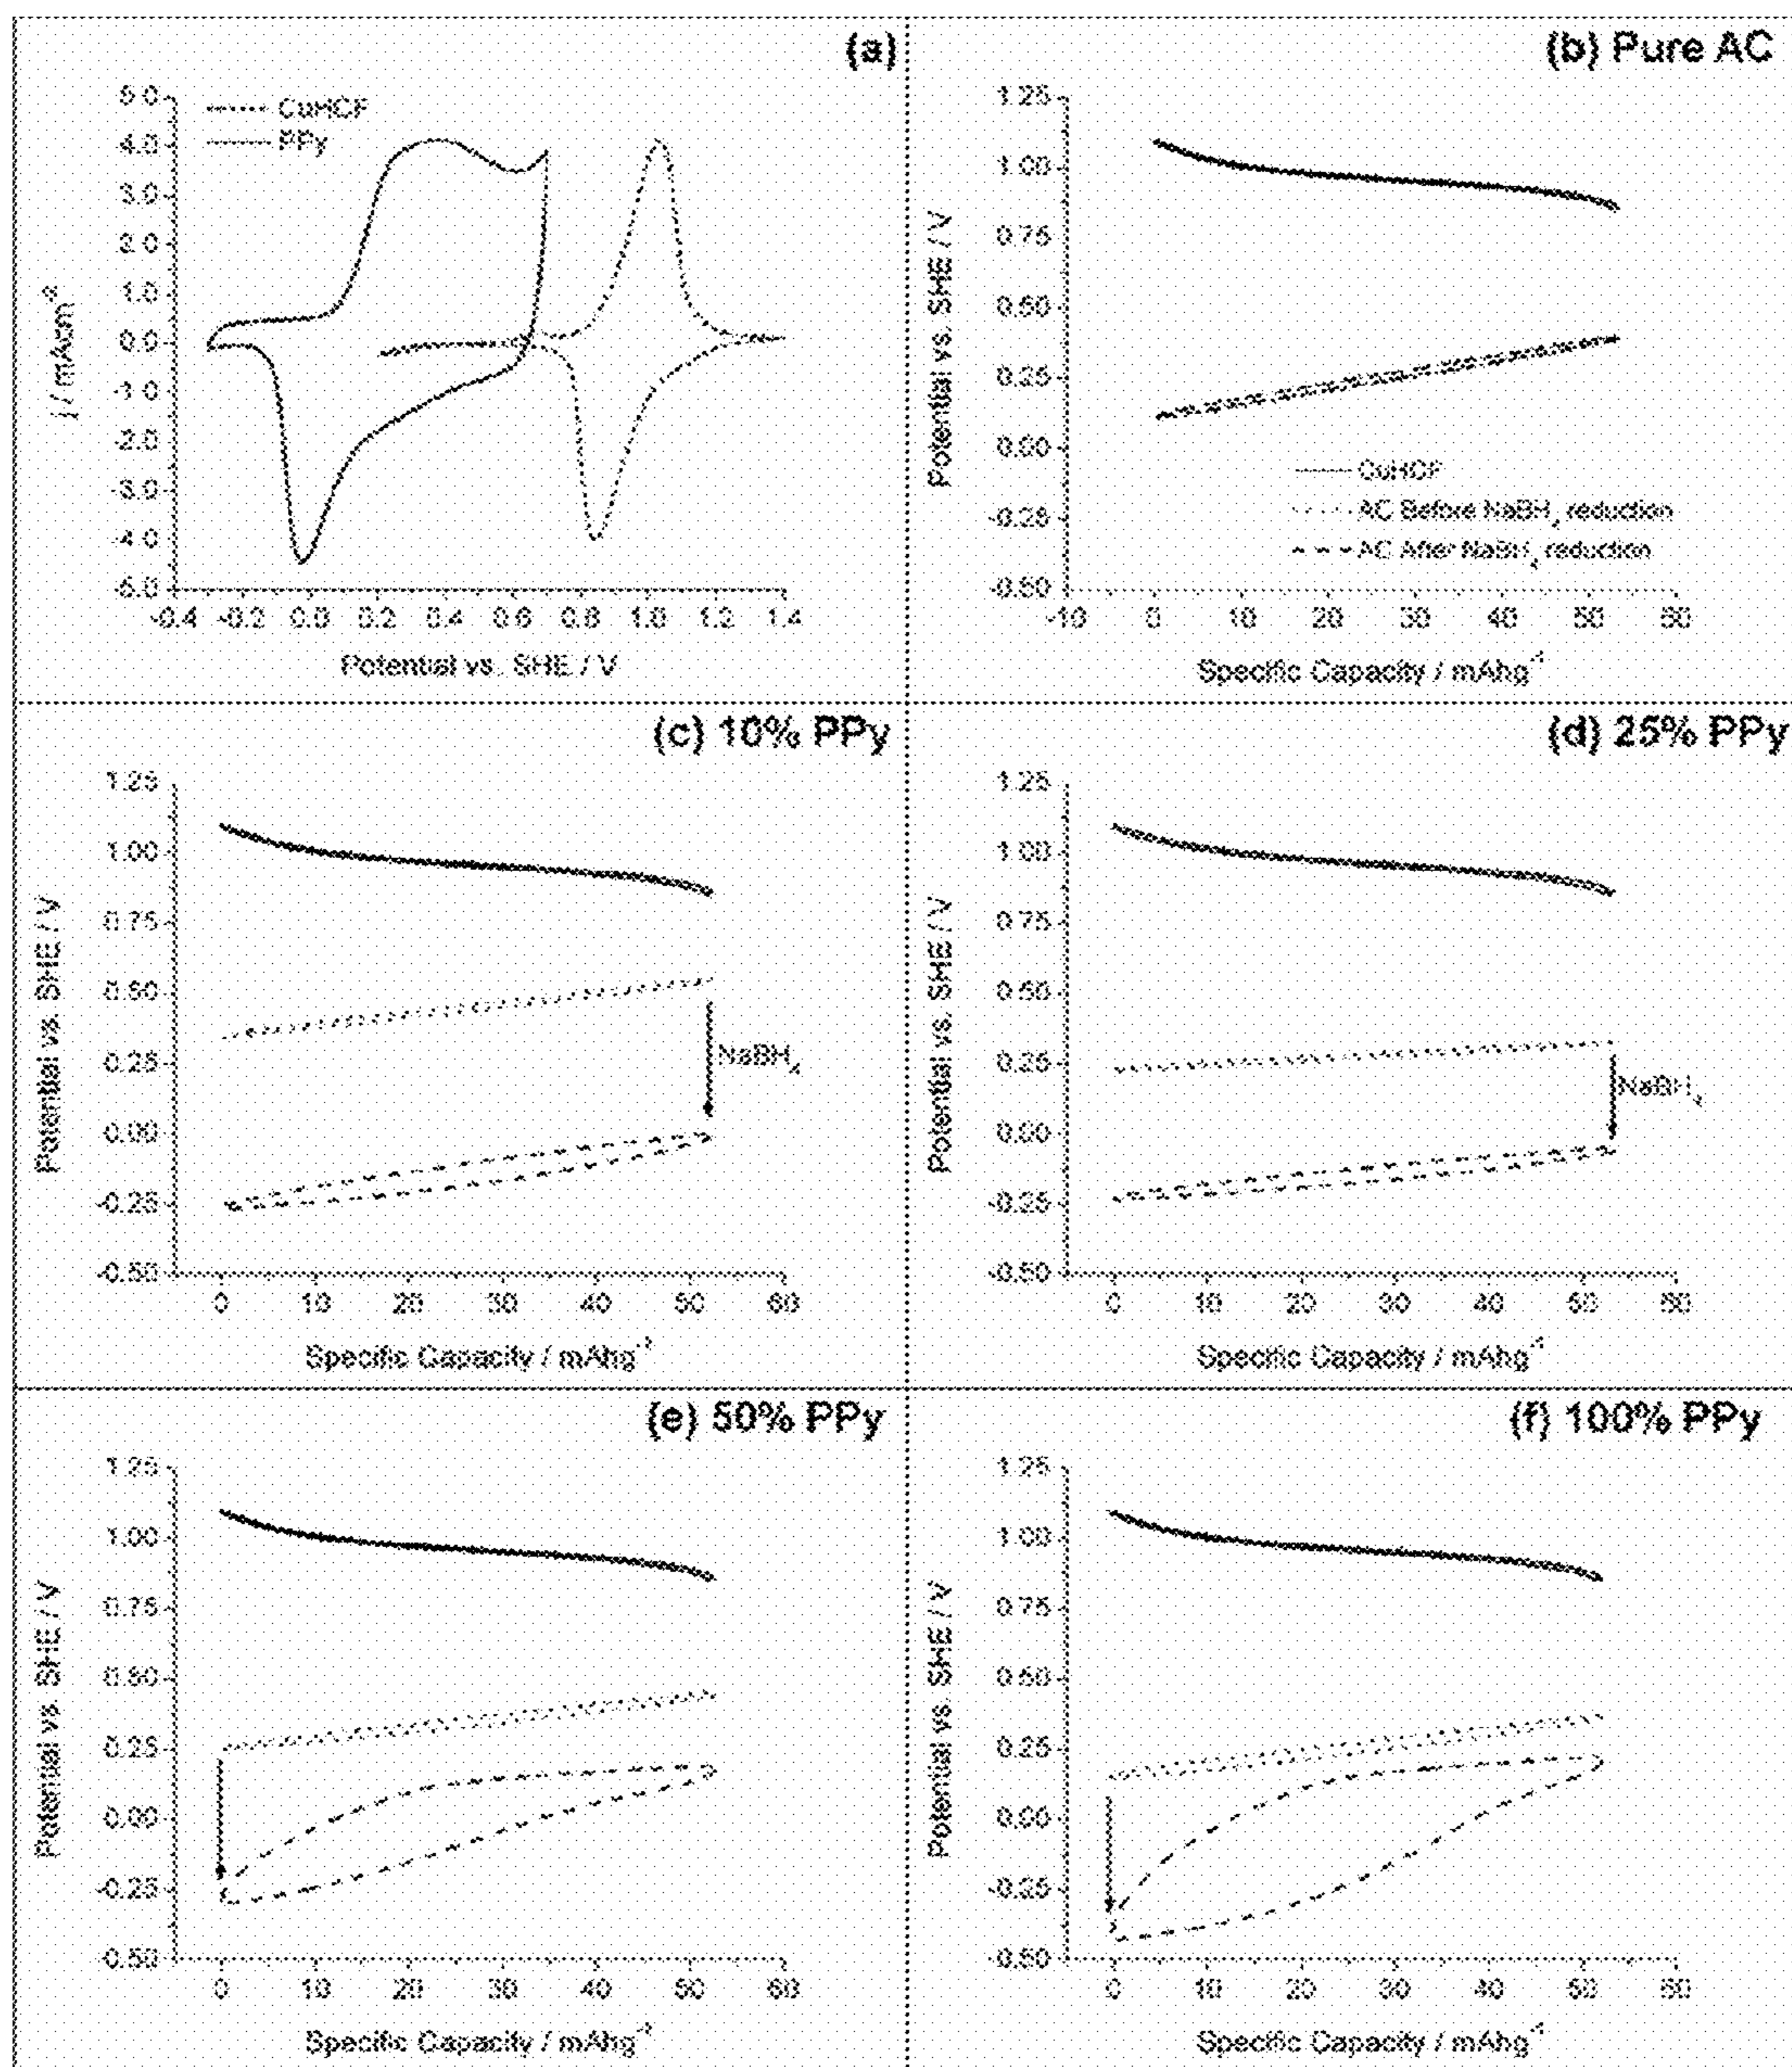 (a)
CuHCF
PPy
5.0
4.0
3.0
2.0
1.0
0.0
-1.0
-2.0
-3.0
-4.0
-5.0
j / mAcm-2
-0.4 -0.2 0.0 0.2 0.4 0.6 0.8 1.0 1.2 1.4
Potential vs. SHE / V
(b) Pure AC
1.25
1.00
0.75
0.50
0.25
0.00
-0.25
-0.50
Potential vs. SHE / V
CuHCF
AC Before NaBH4 reduction
AC After NaBH4 reduction
-10 0 10 20 30 40 50 60
Specific Capacity / mAhg-1
(c) 10% PPy
1.25
1.00
0.75
0.50
0.25
0.00
-0.25
-0.50
Potential vs. SHE / V
NaBH4
0 10 20 30 40 50 60
Specific Capacity / mAhg-1
(d) 25% PPy
1.25
1.00
0.75
0.50
0.25
0.00
-0.25
-0.50
Potential vs. SHE / V
NaBH4
0 10 20 30 40 50 60
Specific Capacity / mAhg-1
(e) 50% PPy
1.25
1.00
0.75
0.50
0.25
0.00
-0.25
-0.50
Potential vs. SHE / V
0 10 20 30 40 50 60
Specific Capacity / mAhg-1
(f) 100% PPy
1.25
1.00
0.75
0.50
0.25
0.00
-0.25
-0.50
Potential vs. SHE / V
0 10 20 30 40 50 60
Specific Capacity / mAhg-1